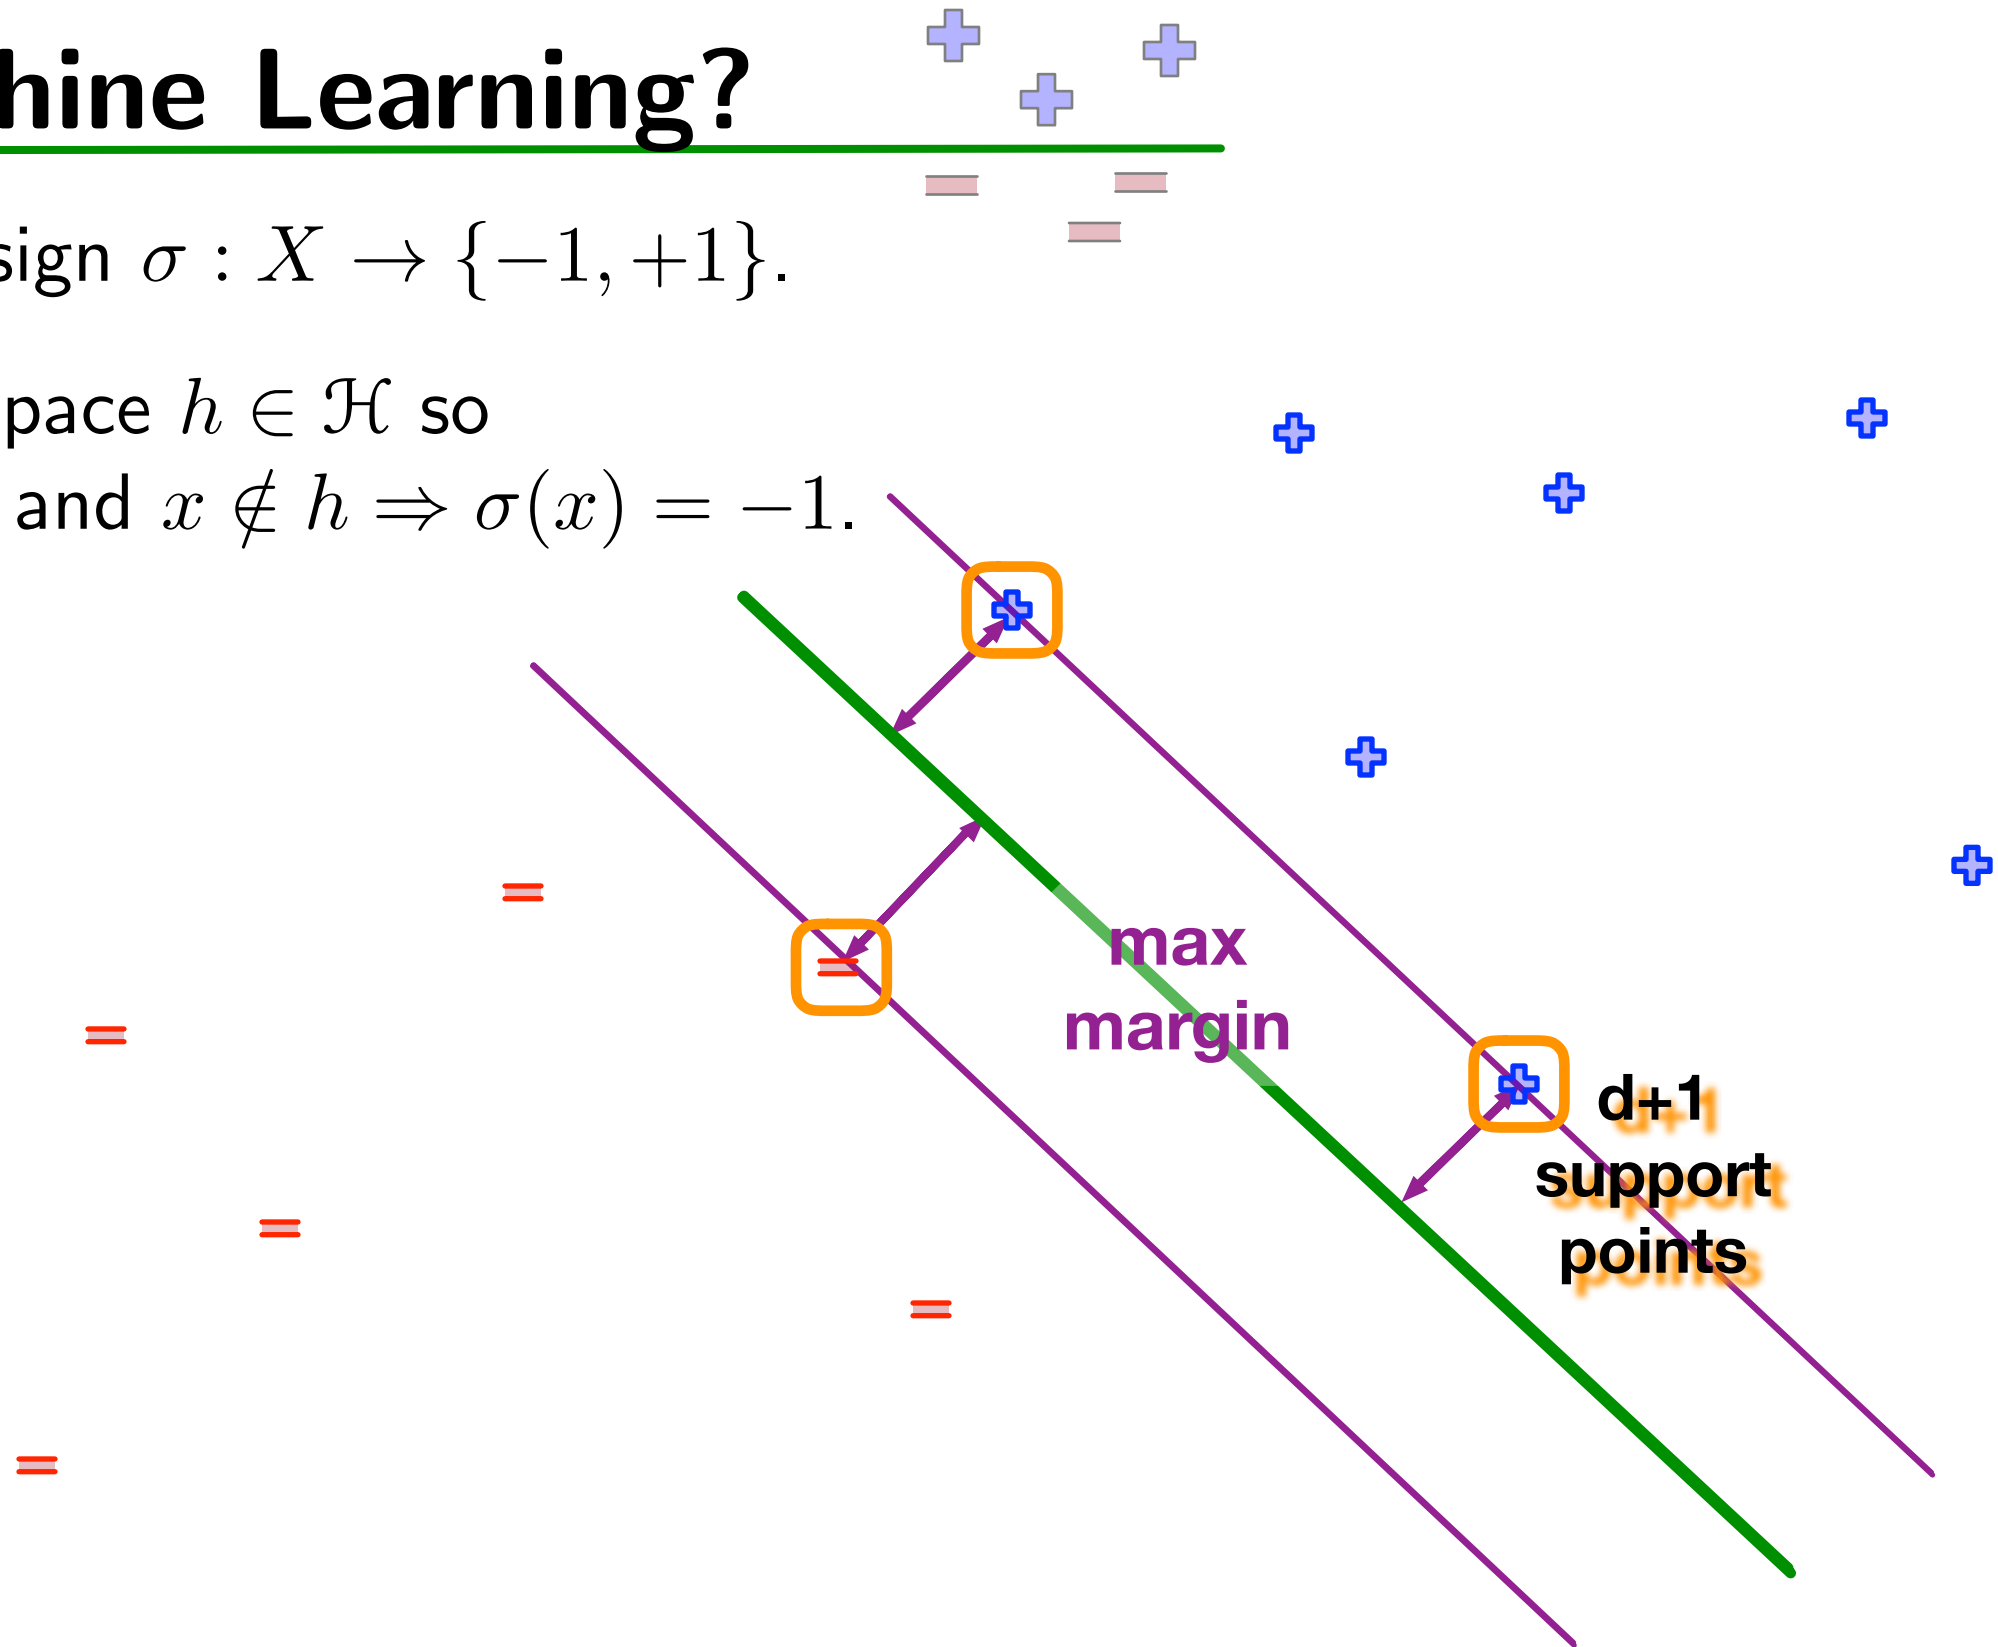 hine Learning?
sign σ : X → {−1, +1}.
pace h ∈ ℋ so
and x ∉ h ⇒ σ(x) = −1.
max
margin
d+1
support
points